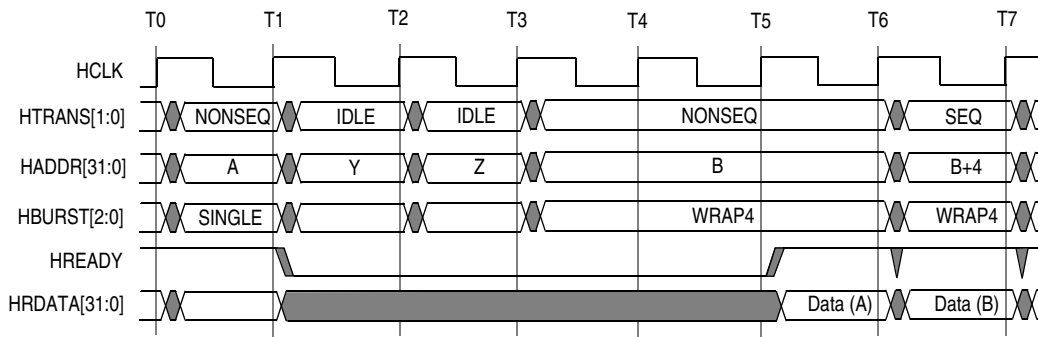 T0 T1 T2 T3 T4 T5 T6 T7
HCLK
HTRANS[1:0] NONSEQ IDLE IDLE NONSEQ SEQ
HADDR[31:0] A Y Z B B+4
HBURST[2:0] SINGLE WRAP4 WRAP4
HREADY
HRDATA[31:0] Data (A) Data (B)